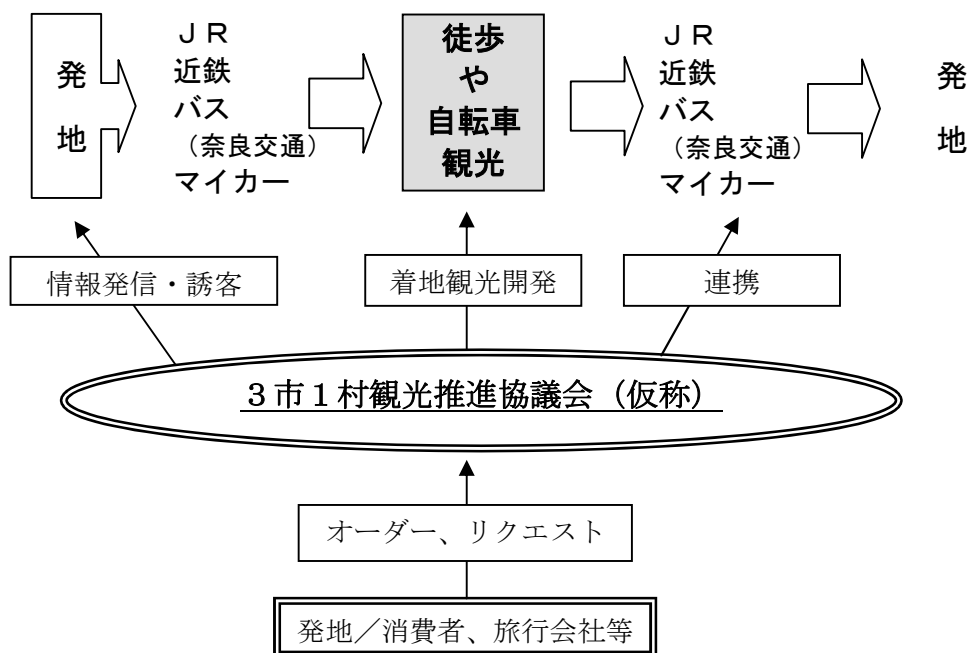 発
地
ＪＲ
近鉄
バス
（奈良交通）
マイカー
徒歩
や
自転車
観光
ＪＲ
近鉄
バス
（奈良交通）
マイカー
発
地
情報発信・誘客
着地観光開発
連携
３市１村観光推進協議会（仮称）
オーダー、リクエスト
発地／消費者、旅行会社等